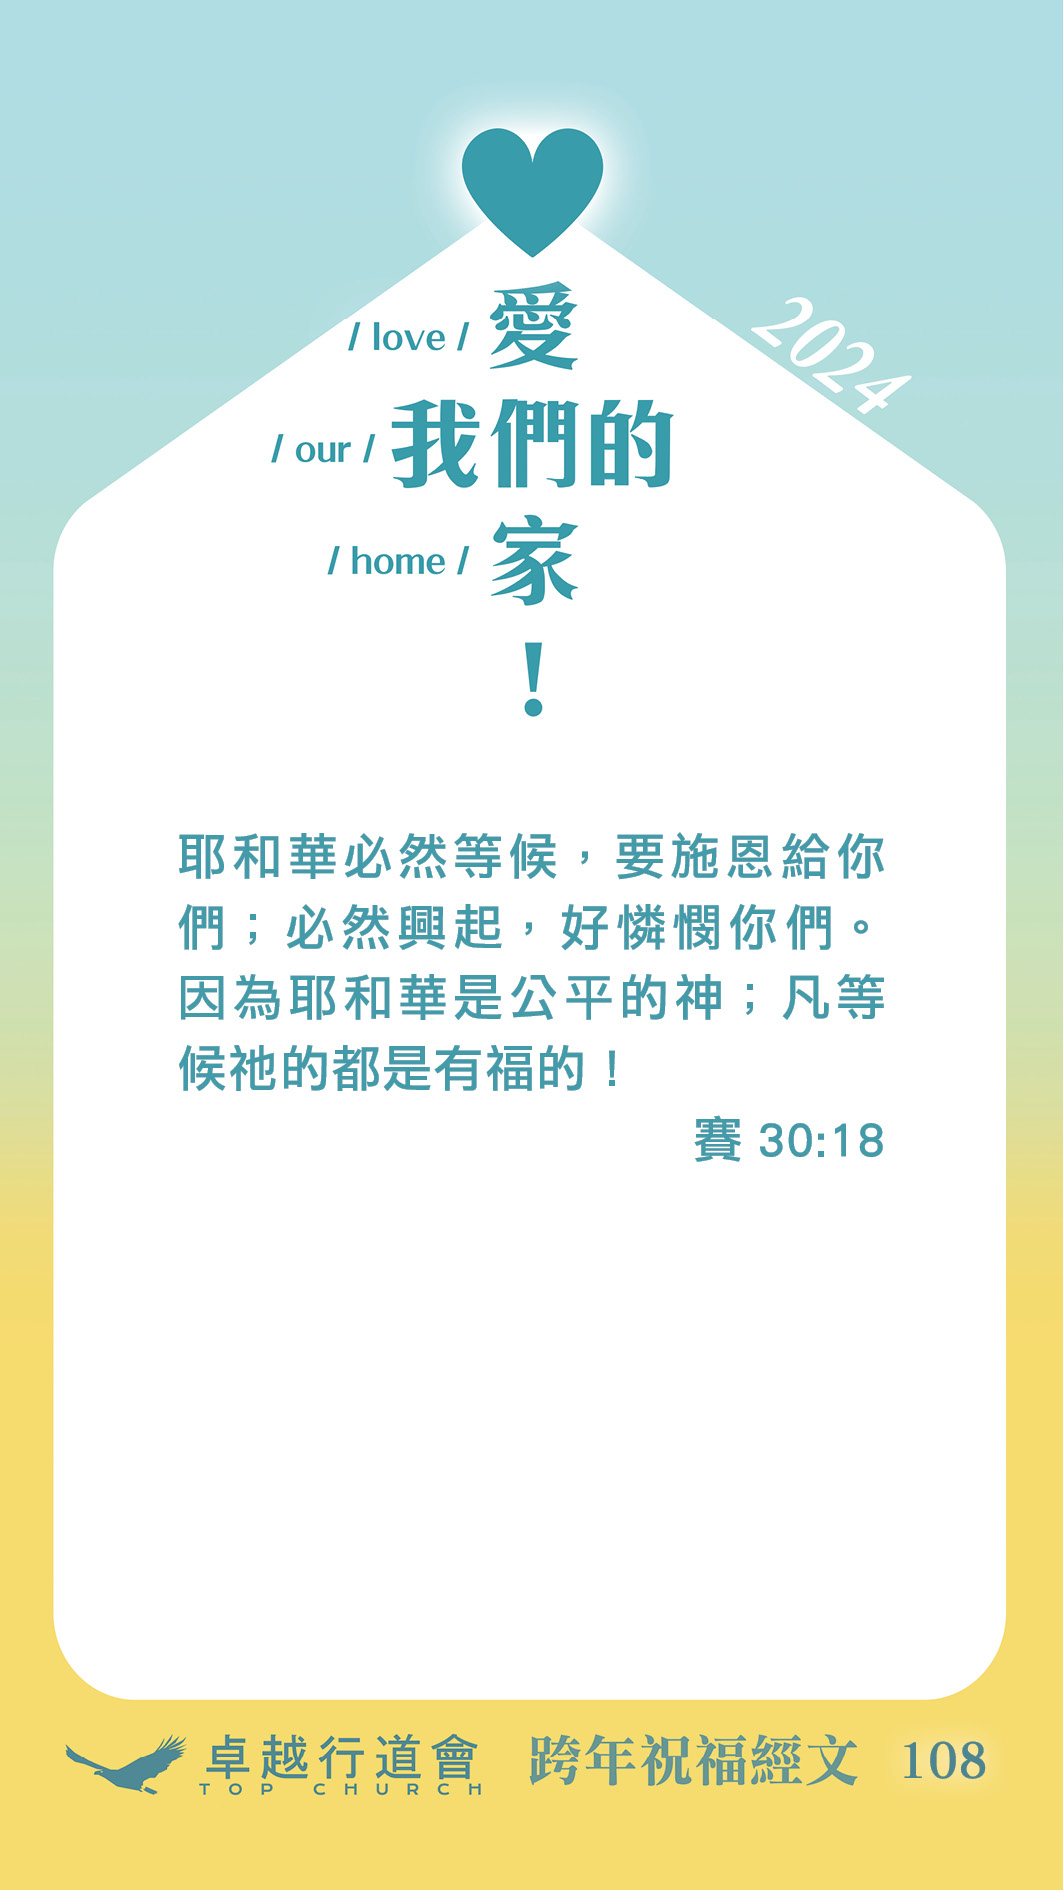 2024
/ love / 愛
/ our / 我們的
/ home / 家
！
耶和華必然等候，要施恩給你
們；必然興起，好憐憫你們。
因為耶和華是公平的神；凡等
候祂的都是有福的！
賽 30:18
卓越行道會 跨年祝福經文 108
TOP CHURCH